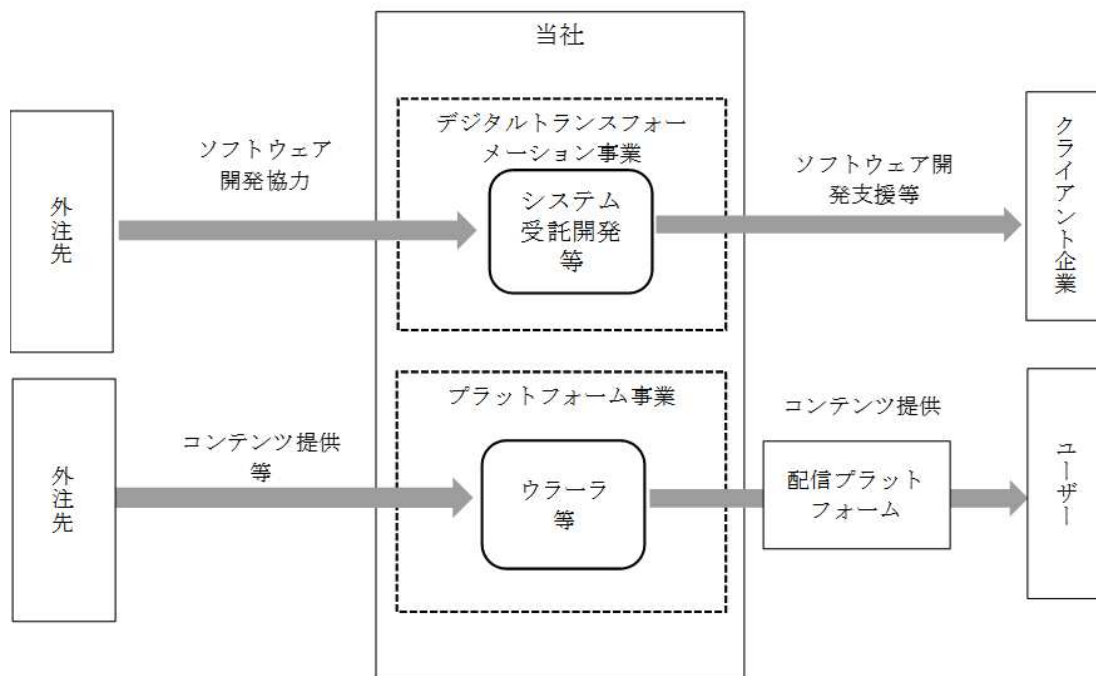 当社
外注先
ソフトウェア
開発協力
デジタルトランスフォー
メーション事業
システム
受託開発
等
ソフトウェア開
発支援等
クライアント企業
外注先
コンテンツ提供
等
プラットフォーム事業
ウラーラ
等
コンテンツ提供
配信プラット
フォーム
ユーザー